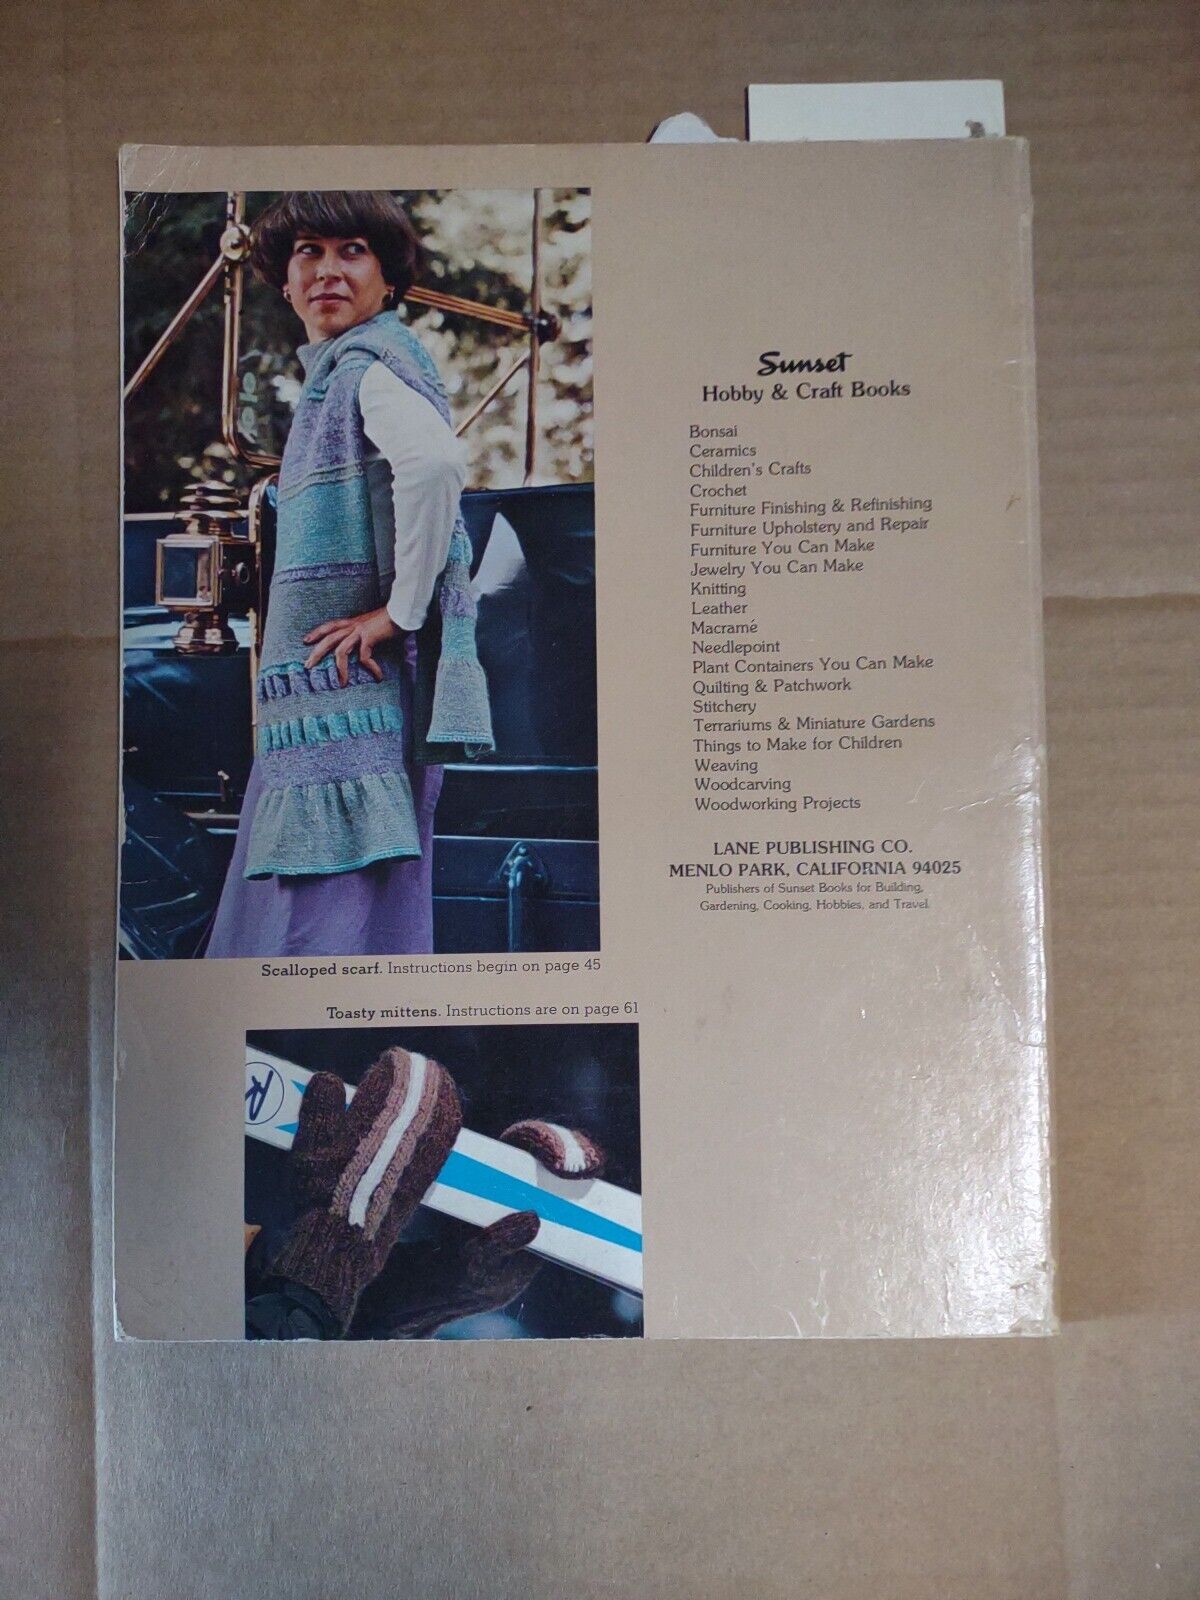 Sunset
Hobby & Craft Books
Bonsai
Ceramics
Children's Crafts
Crochet
Furniture Finishing & Refinishing
Furniture Upholstery and Repair
Furniture You Can Make
Jewelry You Can Make
Knitting
Leather
Macramé
Needlepoint
Plant Containers You Can Make
Quilting & Patchwork
Stitchery
Terrariums & Miniature Gardens
Things to Make for Children
Weaving
Woodcarving
Woodworking Projects
LANE PUBLISHING CO.
MENLO PARK, CALIFORNIA 94025
Publishers of Sunset Books for Building,
Gardening, Cooking, Hobbies, and Travel.
Scalloped scarf. Instructions begin on page 45
Toasty mittens. Instructions are on page 61